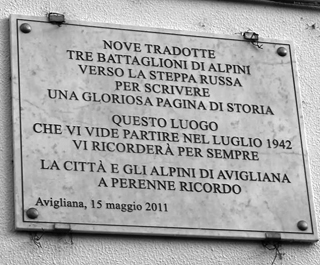 NOVE TRADOTTE
TRE BATTAGLIONI DI ALPINI
VERSO LA STEPPA RUSSA
PER SCRIVERE
UNA GLORIOSA PAGINA DI STORIA
QUESTO LUOGO
CHE VI VIDE PARTIRE NEL LUGLIO 1942
VI RICORDERÀ PER SEMPRE
LA CITTÀ E GLI ALPINI DI AVIGLIANA
A PERENNE RICORDO
Avigliana, 15 maggio 2011